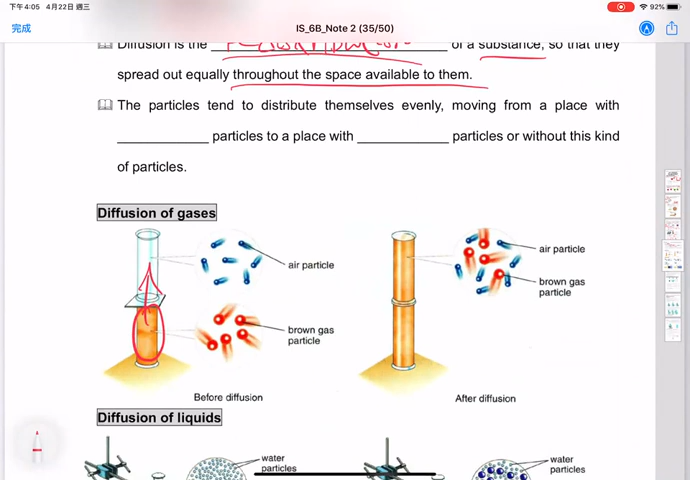 下午4:05 4月22日 週三
92%
完成
IS_6B_Note 2 (35/50)
Diffusion is the of a substance, so that they
spread out equally throughout the space available to them.
The particles tend to distribute themselves evenly, moving from a place with
particles to a place with particles or without this kind
of particles.
Diffusion of gases
air particle
brown gas
particle
Before diffusion
air particle
brown gas
particle
After diffusion
Diffusion of liquids
water
particles
water
particles